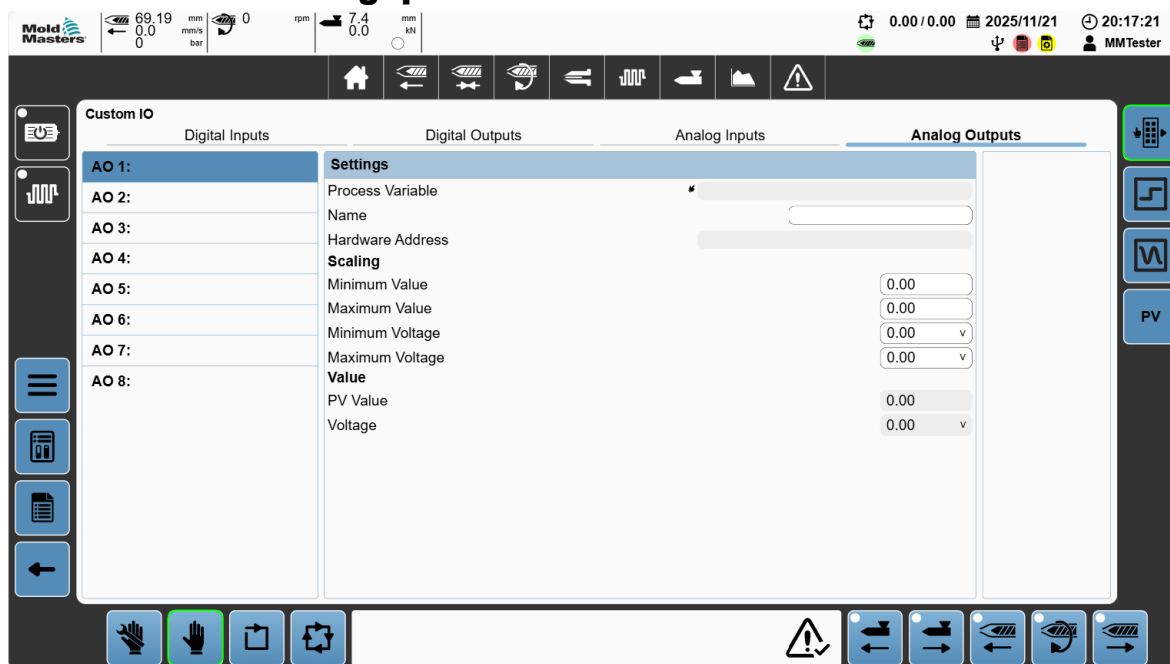 Mold
Masters
69.19 mm
0.0 mm/s
0 bar
0 rpm
7.4 mm
0.0 kN
0.00 / 0.00
2025/11/21
20:17:21
MMTester
Custom IO
Digital Inputs
Digital Outputs
Analog Inputs
Analog Outputs
AO 1:
AO 2:
AO 3:
AO 4:
AO 5:
AO 6:
AO 7:
AO 8:
Settings
Process Variable
Name
Hardware Address
Scaling
Minimum Value 0.00
Maximum Value 0.00
Minimum Voltage 0.00 v
Maximum Voltage 0.00 v
Value
PV Value 0.00
Voltage 0.00 v
PV